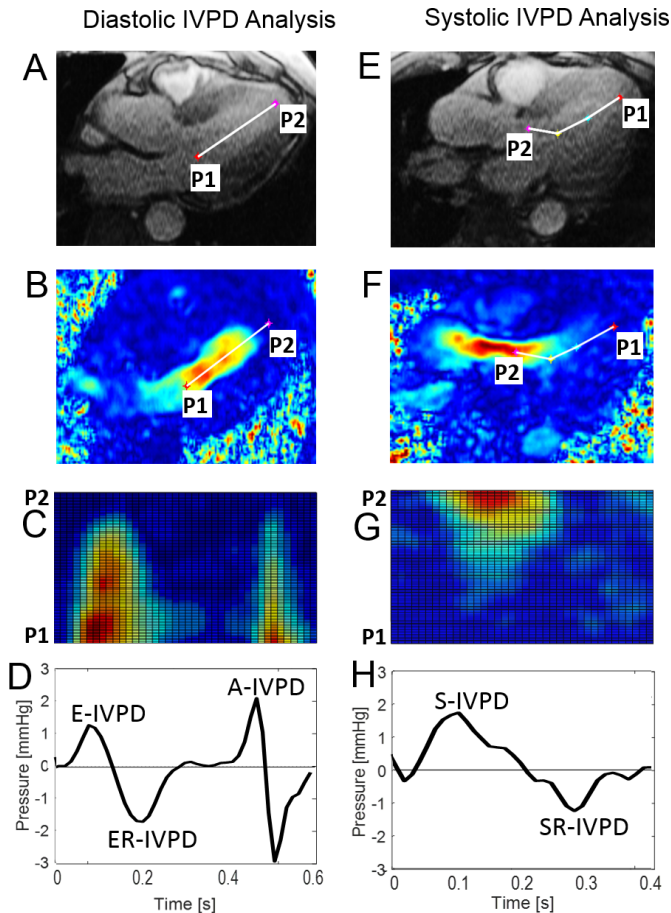 Diastolic IVPD Analysis
Systolic IVPD Analysis
A
P2
P1
E
P1
P2
B
P2
P1
F
P1
P2
P2
C
P1
P2
G
P1
D
3
2
1
0
-1
-2
-3
Pressure [mmHg]
E-IVPD
A-IVPD
ER-IVPD
0 0.2 0.4 0.6
Time [s]
H
3
2
1
0
-1
-2
-3
Pressure [mmHg]
S-IVPD
SR-IVPD
0 0.1 0.2 0.3 0.4
Time [s]